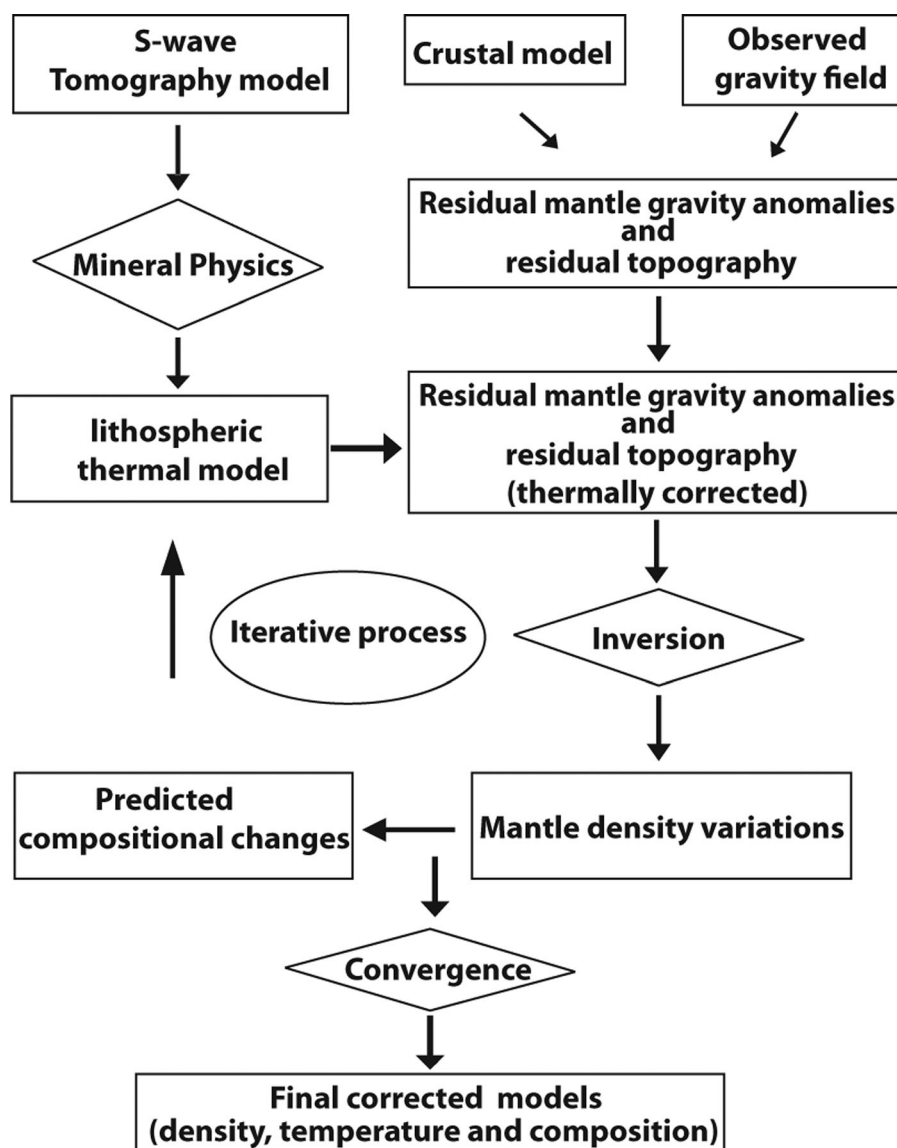 S-wave
Tomography model
Crustal model
Observed
gravity field
Mineral Physics
Residual mantle gravity anomalies
and
residual topography
lithospheric
thermal model
Residual mantle gravity anomalies
and
residual topography
(thermally corrected)
Iterative process
Inversion
Predicted
compositional changes
Mantle density variations
Convergence
Final corrected models
(density, temperature and composition)